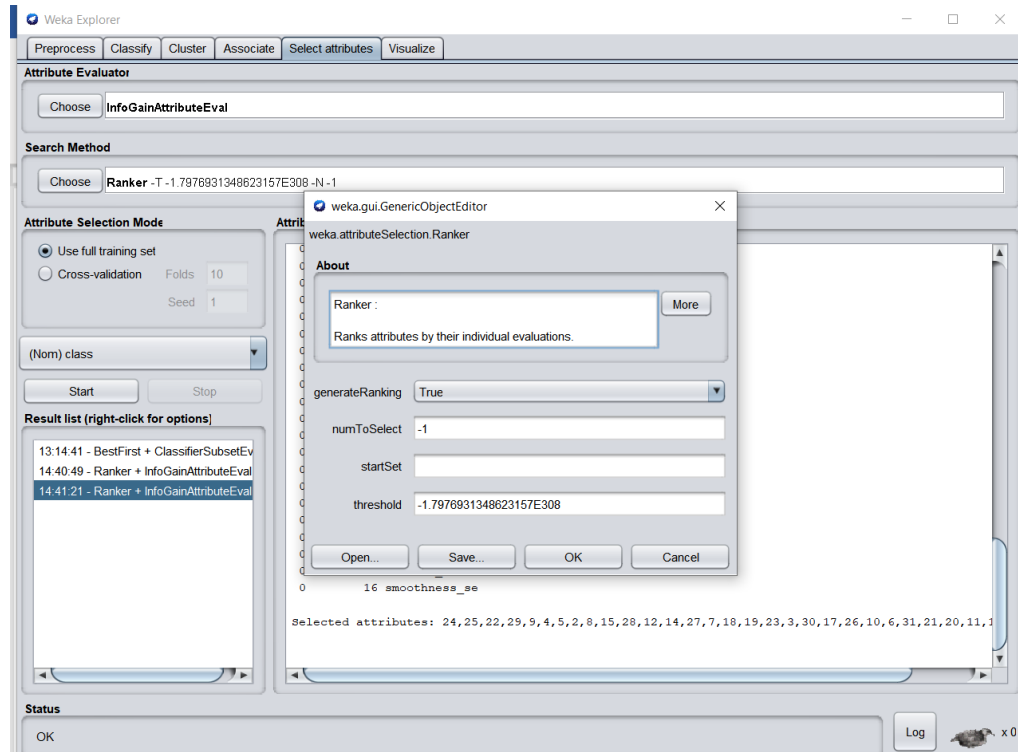 Weka Explorer
Preprocess Classify Cluster Associate Select attributes Visualize
Attribute Evaluator
Choose InfoGainAttributeEval
Search Method
Choose Ranker -T -1.7976931348623157E308 -N -1
Attribute Selection Mode
Use full training set
Cross-validation Folds 10
Seed 1
(Nom) class
Start Stop
Result list (right-click for options)
13:14:41 - BestFirst + ClassifierSubsetEv
14:40:49 - Ranker + InfoGainAttributeEval
14:41:21 - Ranker + InfoGainAttributeEval
weka.gui.GenericObjectEditor
weka.attributeSelection.Ranker
About
Ranker :
More
Ranks attributes by their individual evaluations.
generateRanking True
numToSelect -1
startSet
threshold -1.7976931348623157E308
Open... Save... OK Cancel
0 16 smoothness_se
Selected attributes: 24,25,22,29,9,4,5,2,8,15,28,12,14,27,7,18,19,23,3,30,17,26,10,6,31,21,20,11,1
Status
OK
Log x 0